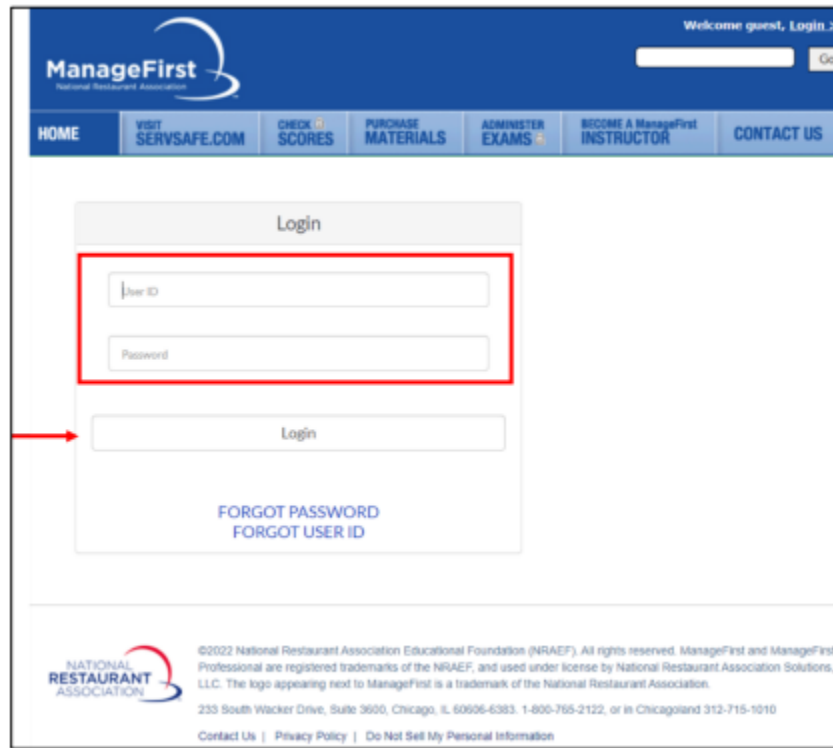 Welcome guest, Login
ManageFirst
National Restaurant Association
Go
HOME
VISIT
SERVSAFE.COM
CHECK
SCORES
PURCHASE
MATERIALS
ADMINISTER
EXAMS
BECOME A ManageFirst
INSTRUCTOR
CONTACT US
Login
User ID
Password
Login
FORGOT PASSWORD
FORGOT USER ID
NATIONAL
RESTAURANT
ASSOCIATION
©2022 National Restaurant Association Educational Foundation (NRAEF). All rights reserved. ManageFirst and ManageFirst
Professional are registered trademarks of the NRAEF, and used under license by National Restaurant Association Solutions,
LLC. The logo appearing next to ManageFirst is a trademark of the National Restaurant Association.
233 South Wacker Drive, Suite 3600, Chicago, IL 60606-6383. 1-800-765-2122, or in Chicagoland 312-715-1010
Contact Us | Privacy Policy | Do Not Sell My Personal Information